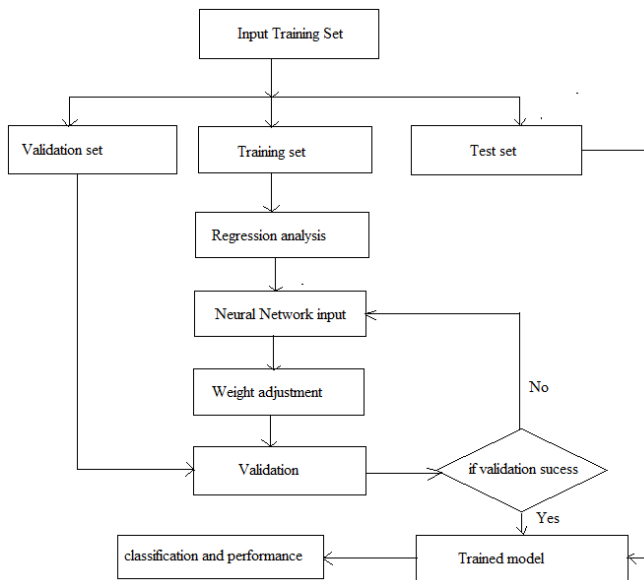 Input Training Set
Validation set
Training set
Test set
Regression analysis
Neural Network input
Weight adjustment
No
Validation
if validation sucess
Yes
classification and performance
Trained model